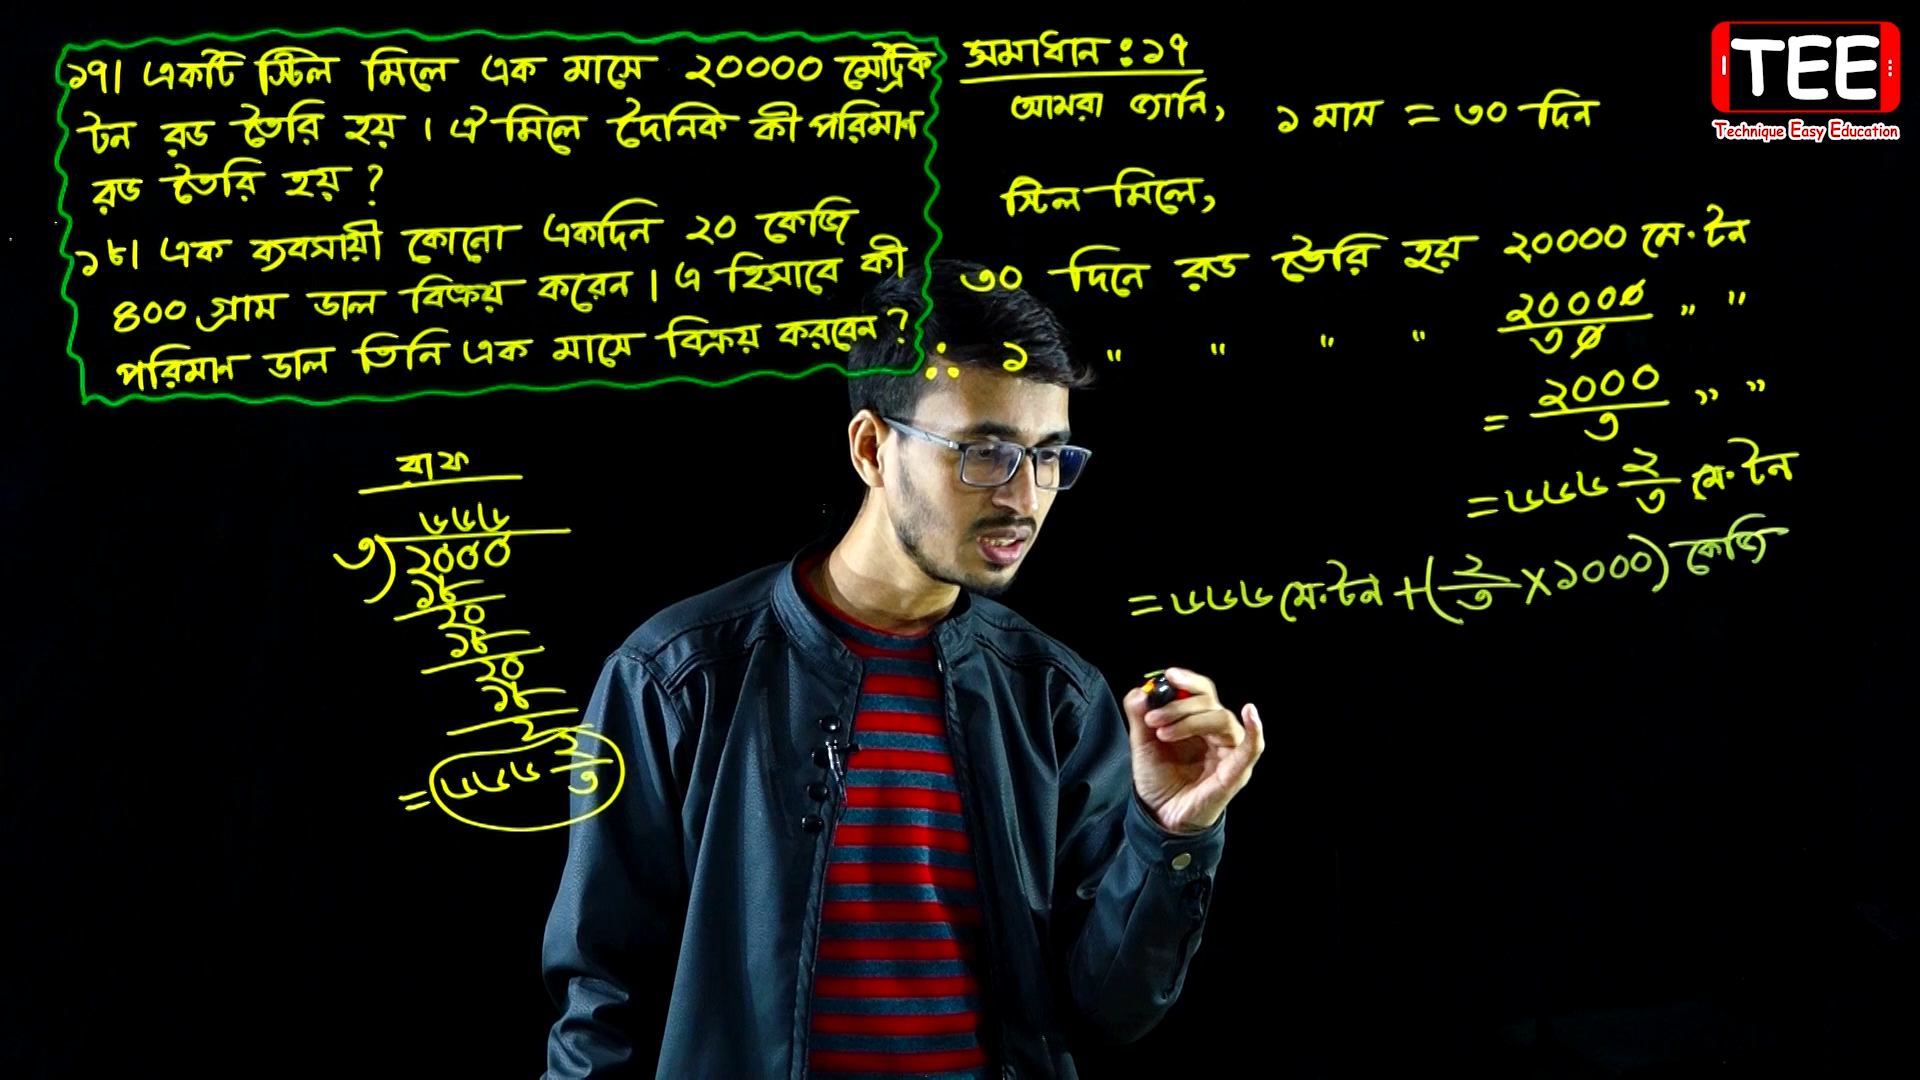 ১৭। একটি স্টিল মিলে এক মাসে ২০০০০ মেট্রিক
টন রড তৈরি হয়। ঐ মিলে দৈনিক কী পরিমাণ
রড তৈরি হয়?
১৮। এক ব্যবসায়ী কোনো একদিন ২০ কেজি
৪০০ গ্রাম ডাল বিক্রয় করেন। এ হিসাবে কী
পরিমাণ ডাল তিনি এক মাসে বিক্রয় করবেন?
সমাধান : ১৭
আমরা জানি, ১ মাস = ৩০ দিন
স্টিল মিলে,
৩০ দিনে রড তৈরি হয় ২০০০০ মে. টন
∴ ১ " " " " ২০০০০/৩০ " "
= ২০০০/৩ " "
= ৬৬৬ ২/৩ মে. টন
= ৬৬৬ মে. টন + (২/৩ × ১০০০) কেজি
রাফ
৬৬৬
৩) ২০০০
১৮
২০
১৮
২০
১৮
২
= ৬৬৬ ২/৩
TEE
Technique Easy Education